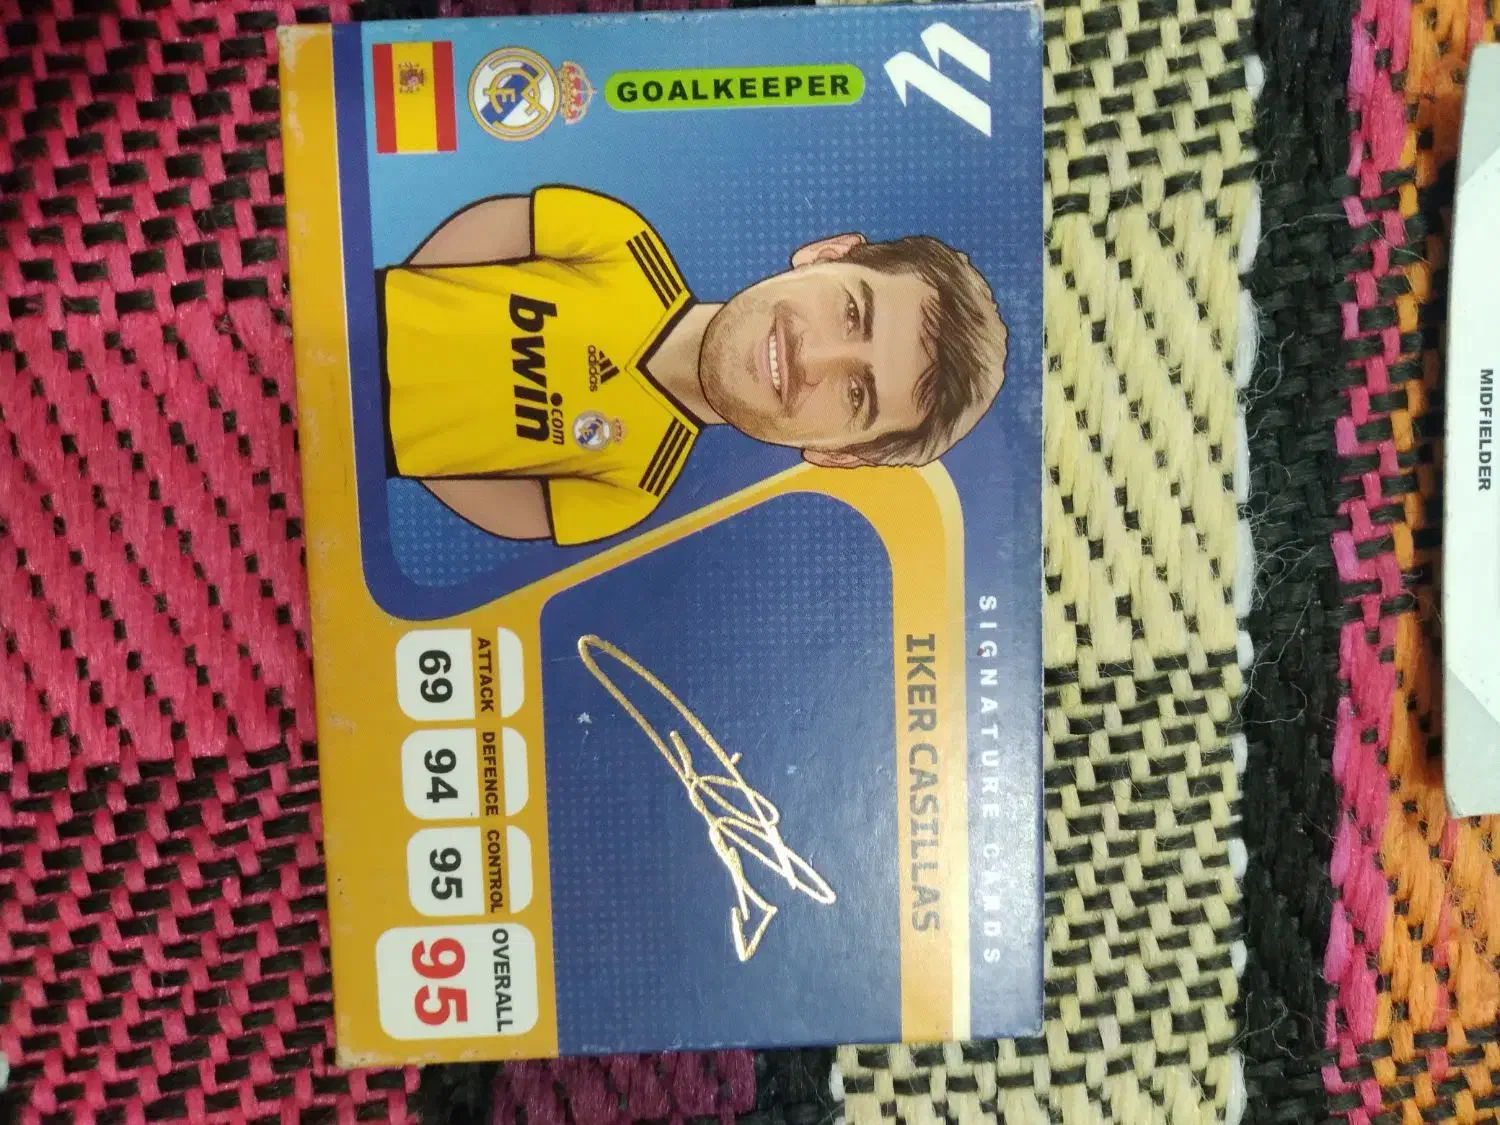 SIGNATURE CARDS
IKER CASILLAS
GOALKEEPER
adidas
bwin
.com
ATTACK
69
DEFENCE
94
CONTROL
95
OVERALL
95
MIDFIELDER